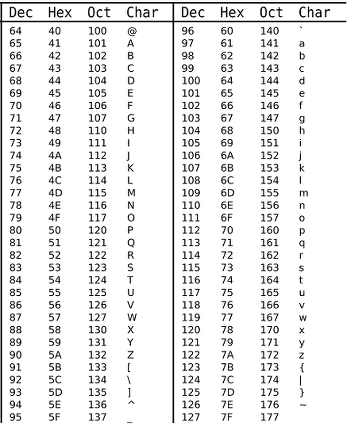 Dec Hex Oct Char Dec Hex Oct Char
64 40 100 @ 96 60 140 `
65 41 101 A 97 61 141 a
66 42 102 B 98 62 142 b
67 43 103 C 99 63 143 c
68 44 104 D 100 64 144 d
69 45 105 E 101 65 145 e
70 46 106 F 102 66 146 f
71 47 107 G 103 67 147 g
72 48 110 H 104 68 150 h
73 49 111 I 105 69 151 i
74 4A 112 J 106 6A 152 j
75 4B 113 K 107 6B 153 k
76 4C 114 L 108 6C 154 l
77 4D 115 M 109 6D 155 m
78 4E 116 N 110 6E 156 n
79 4F 117 O 111 6F 157 o
80 50 120 P 112 70 160 p
81 51 121 Q 113 71 161 q
82 52 122 R 114 72 162 r
83 53 123 S 115 73 163 s
84 54 124 T 116 74 164 t
85 55 125 U 117 75 165 u
86 56 126 V 118 76 166 v
87 57 127 W 119 77 167 w
88 58 130 X 120 78 170 x
89 59 131 Y 121 79 171 y
90 5A 132 Z 122 7A 172 z
91 5B 133 [ 123 7B 173 {
92 5C 134 \ 124 7C 174 |
93 5D 135 ] 125 7D 175 }
94 5E 136 ^ 126 7E 176 ~
95 5F 137 _ 127 7F 177